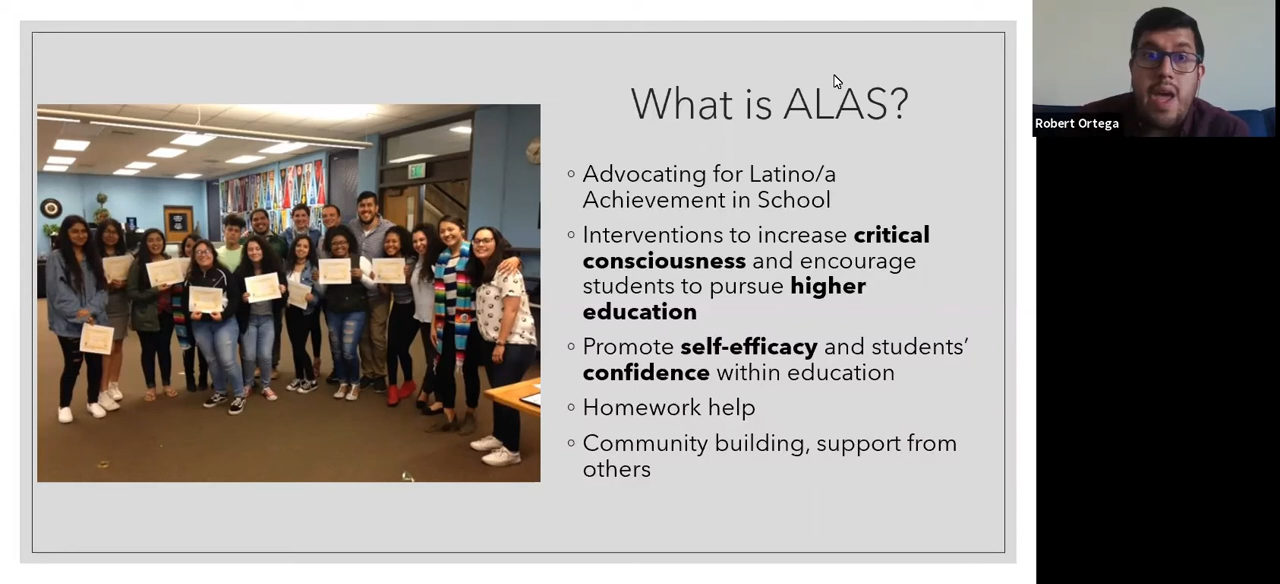 What is ALAS?
◦ Advocating for Latino/a
Achievement in School
◦ Interventions to increase critical
consciousness and encourage
students to pursue higher
education
◦ Promote self-efficacy and students’
confidence within education
◦ Homework help
◦ Community building, support from
others
Robert Ortega